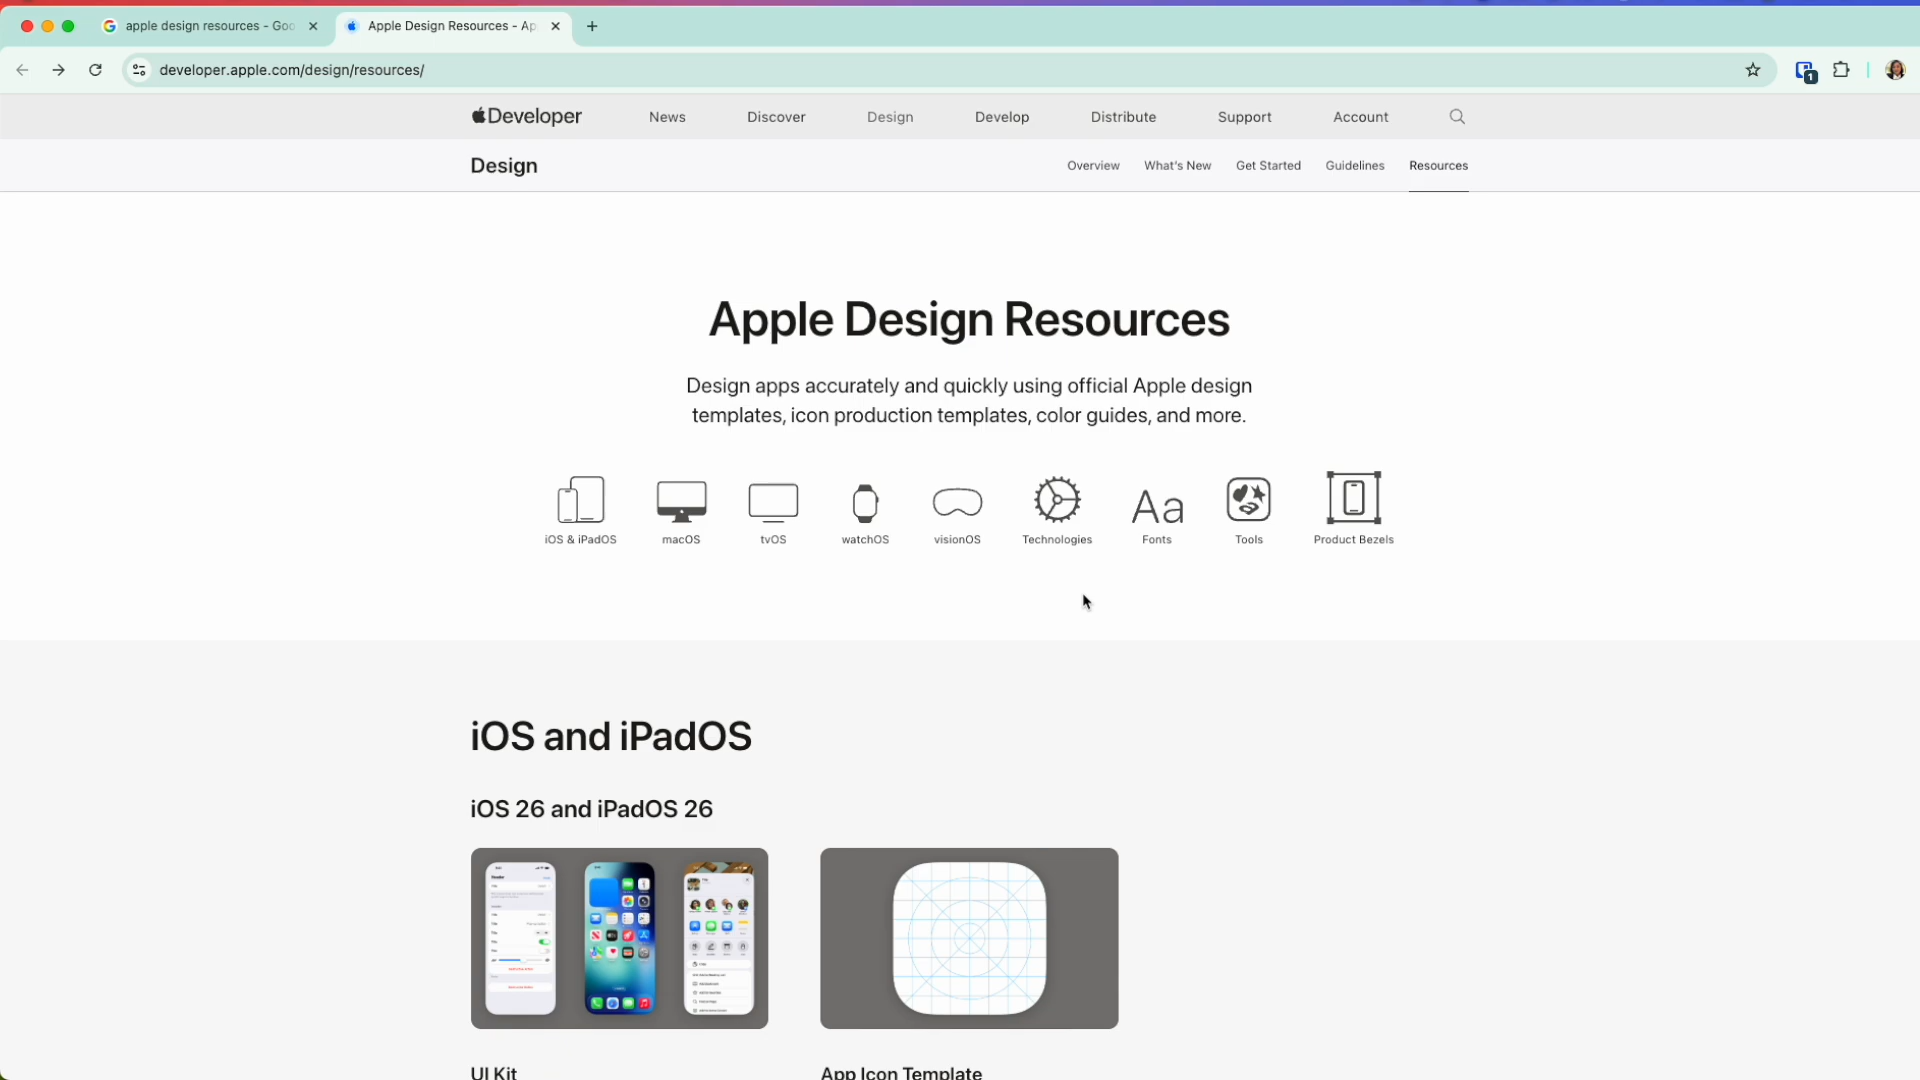 apple design resources - Goo
Apple Design Resources - Ap
developer.apple.com/design/resources/
1
Developer
News
Discover
Design
Develop
Distribute
Support
Account
Design
Overview
What's New
Get Started
Guidelines
Resources
Apple Design Resources
Design apps accurately and quickly using official Apple design
templates, icon production templates, color guides, and more.
Aa
iOS & iPadOS
macOS
tvOS
watchOS
visionOS
Technologies
Fonts
Tools
Product Bezels
iOS and iPadOS
iOS 26 and iPadOS 26
UI Kit
App Icon Template